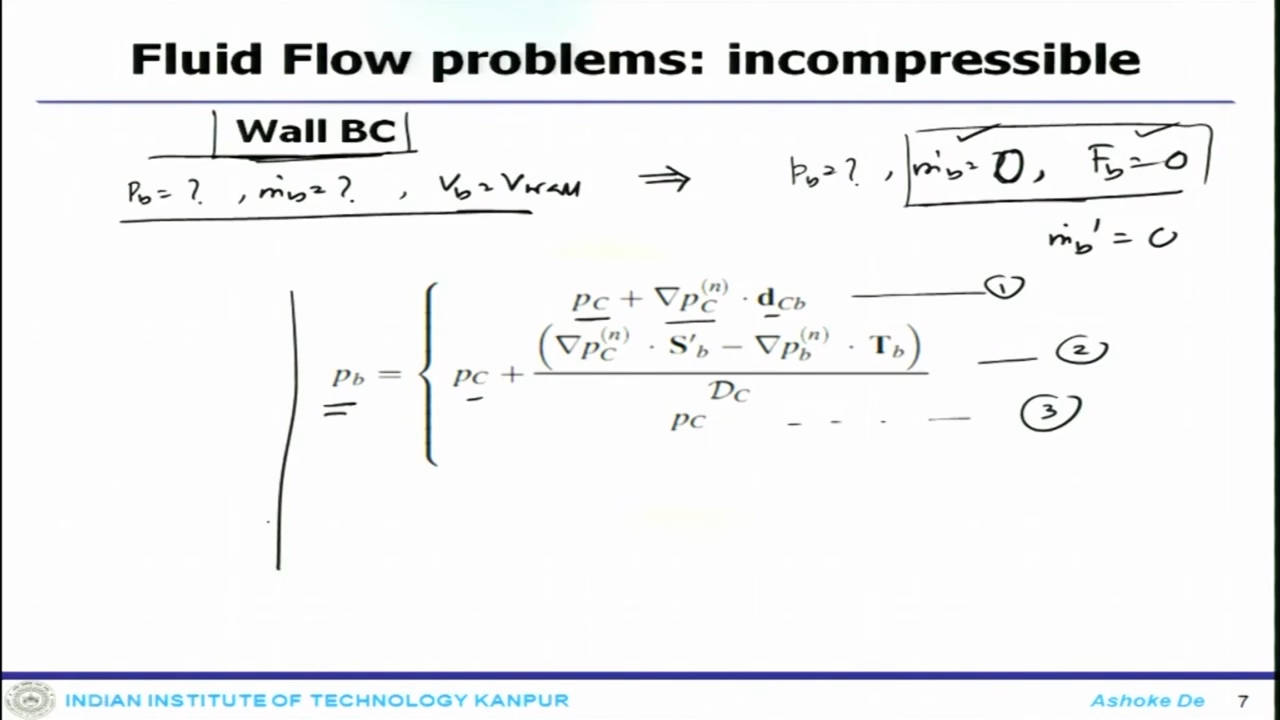 Fluid Flow problems: incompressible
Wall BC
P_b = ? , ṁ_b = ? , V_b = V_WALL ⇒ p_b = ? , ṁ_b = 0, F_b = 0
ṁ_b' = 0
p_C + ∇p_C^(n) · d_Cb —— ①
(∇p_C^(n) · S'_b − ∇p_b^(n) · T_b) —— ②
p_b = { p_C +
𝒟_C
p_C - - · — ③
INDIAN INSTITUTE OF TECHNOLOGY KANPUR
Ashoke De
7